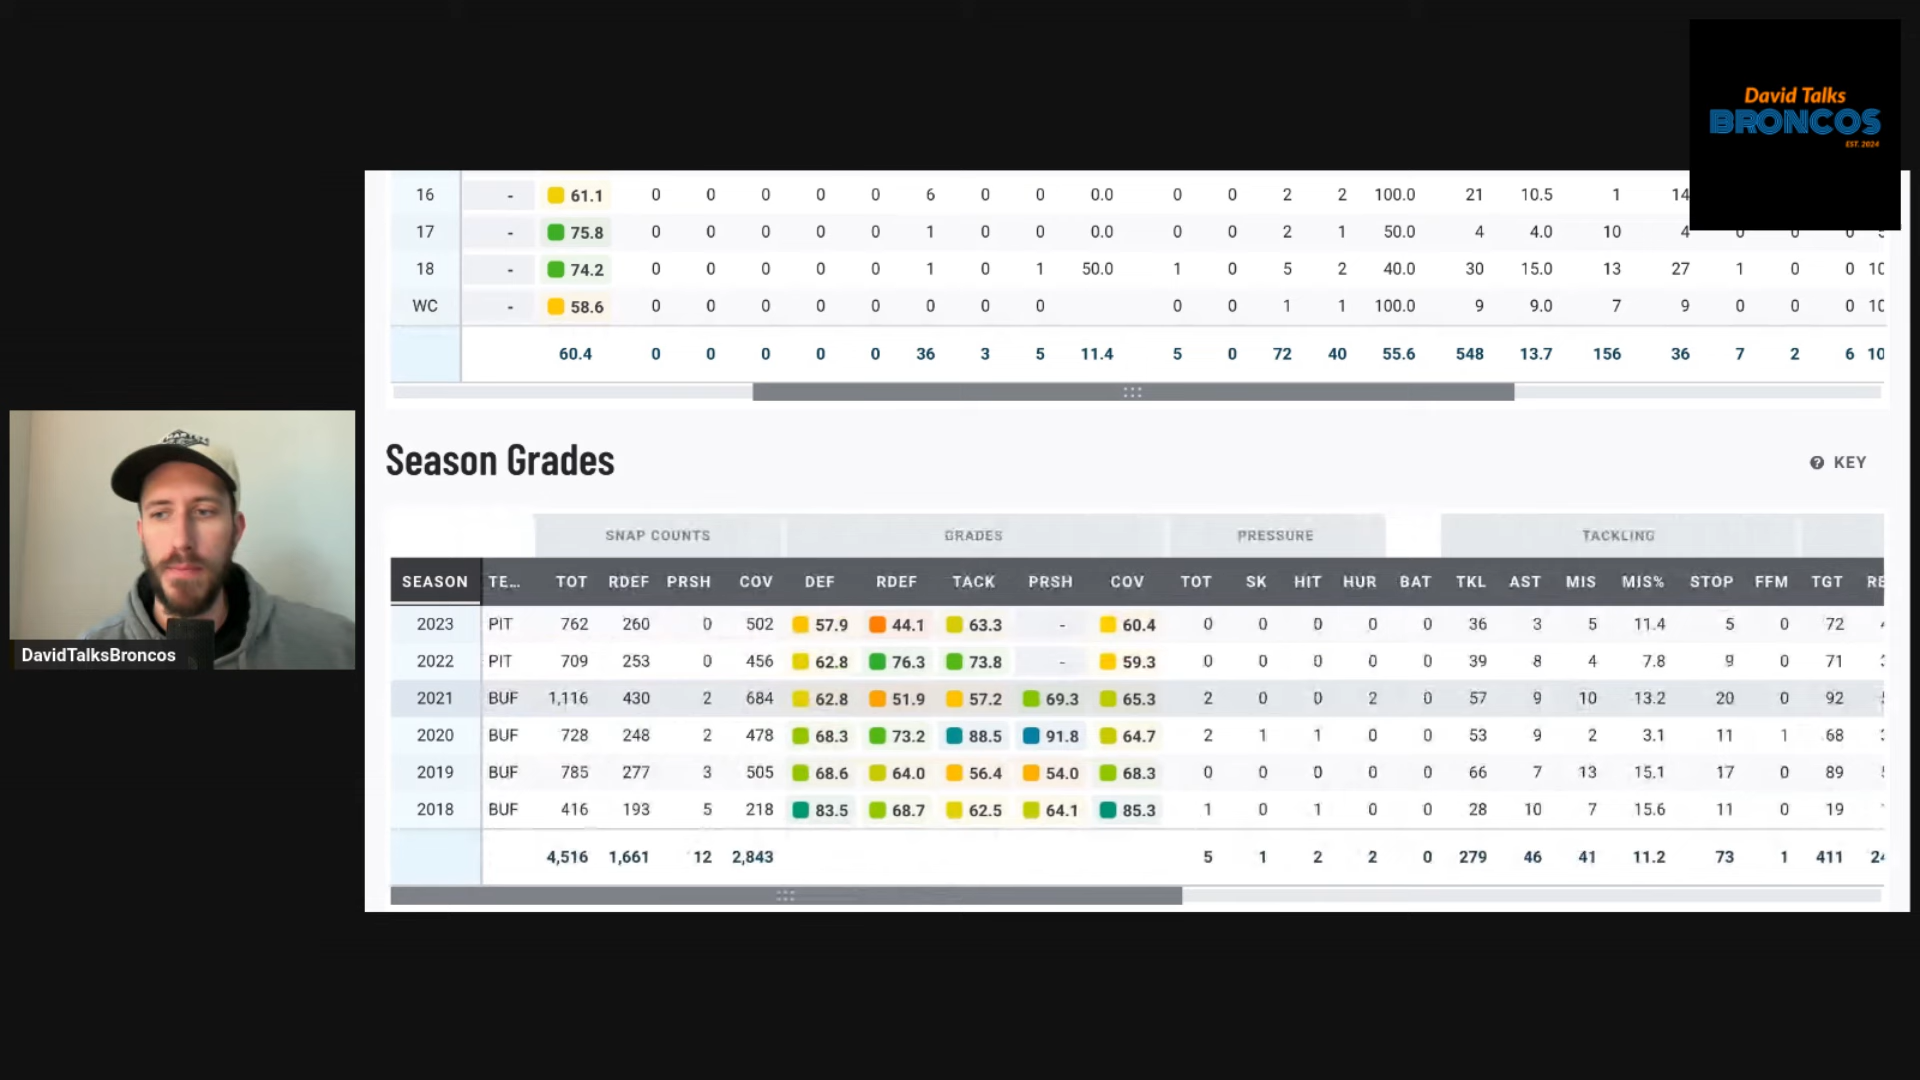 David Talks
BRONCOS
EST. 2024
16 - 61.1 0 0 0 0 0 6 0 0 0.0 0 0 2 2 100.0 21 10.5 1 14
17 - 75.8 0 0 0 0 0 1 0 0 0.0 0 0 2 1 50.0 4 4.0 10 4 0 0 0
18 - 74.2 0 0 0 0 0 1 0 1 50.0 1 0 5 2 40.0 30 15.0 13 27 1 0 0 10
WC - 58.6 0 0 0 0 0 0 0 0 0 0 1 1 100.0 9 9.0 7 9 0 0 0 10
60.4 0 0 0 0 0 36 3 5 11.4 5 0 72 40 55.6 548 13.7 156 36 7 2 6 10
Season Grades
KEY
SNAP COUNTS GRADES PRESSURE TACKLING
SEASON TE... TOT RDEF PRSH COV DEF RDEF TACK PRSH COV TOT SK HIT HUR BAT TKL AST MIS MIS% STOP FFM TGT RE
2023 PIT 762 260 0 502 57.9 44.1 63.3 - 60.4 0 0 0 0 0 36 3 5 11.4 5 0 72
2022 PIT 709 253 0 456 62.8 76.3 73.8 - 59.3 0 0 0 0 0 39 8 4 7.8 9 0 71
2021 BUF 1,116 430 2 684 62.8 51.9 57.2 69.3 65.3 2 0 0 2 0 57 9 10 13.2 20 0 92
2020 BUF 728 248 2 478 68.3 73.2 88.5 91.8 64.7 2 1 1 0 0 53 9 2 3.1 11 1 68
2019 BUF 785 277 3 505 68.6 64.0 56.4 54.0 68.3 0 0 0 0 0 66 7 13 15.1 17 0 89
2018 BUF 416 193 5 218 83.5 68.7 62.5 64.1 85.3 1 0 1 0 0 28 10 7 15.6 11 0 19
4,516 1,661 12 2,843 5 1 2 2 0 279 46 41 11.2 73 1 411 24
DavidTalksBroncos